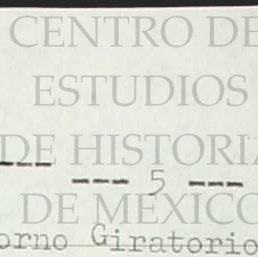 CENTRO DE
ESTUDIOS
DE HISTORIA
DE MÉXICO
--- 5 ---
orno Giratorio